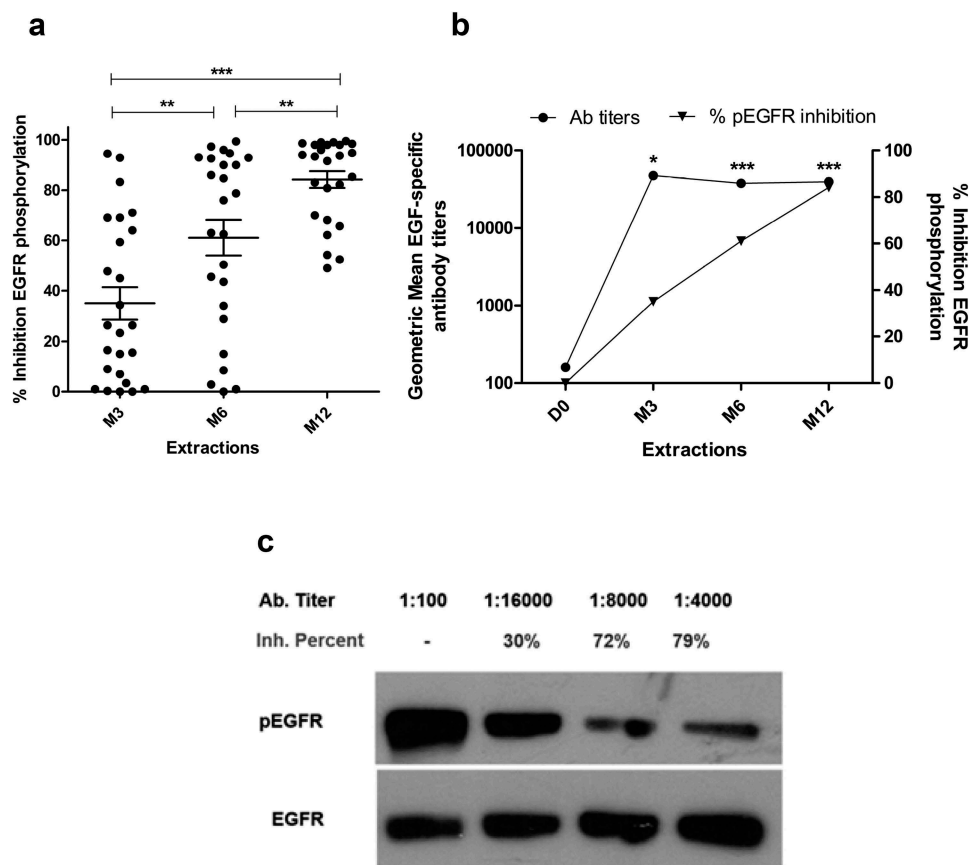 a
***
** **
% Inhibition EGFR phosphorylation
100
80
60
40
20
0
M3 M6 M12
Extractions
b
Ab titers % pEGFR inhibition
Geometric Mean EGF-specific
antibody titers
100000
10000
1000
100
* *** ***
100
80
60
40
20
0
% Inhibition EGFR
phosphorylation
D0 M3 M6 M12
Extractions
c
Ab. Titer 1:100 1:16000 1:8000 1:4000
Inh. Percent - 30% 72% 79%
pEGFR
EGFR